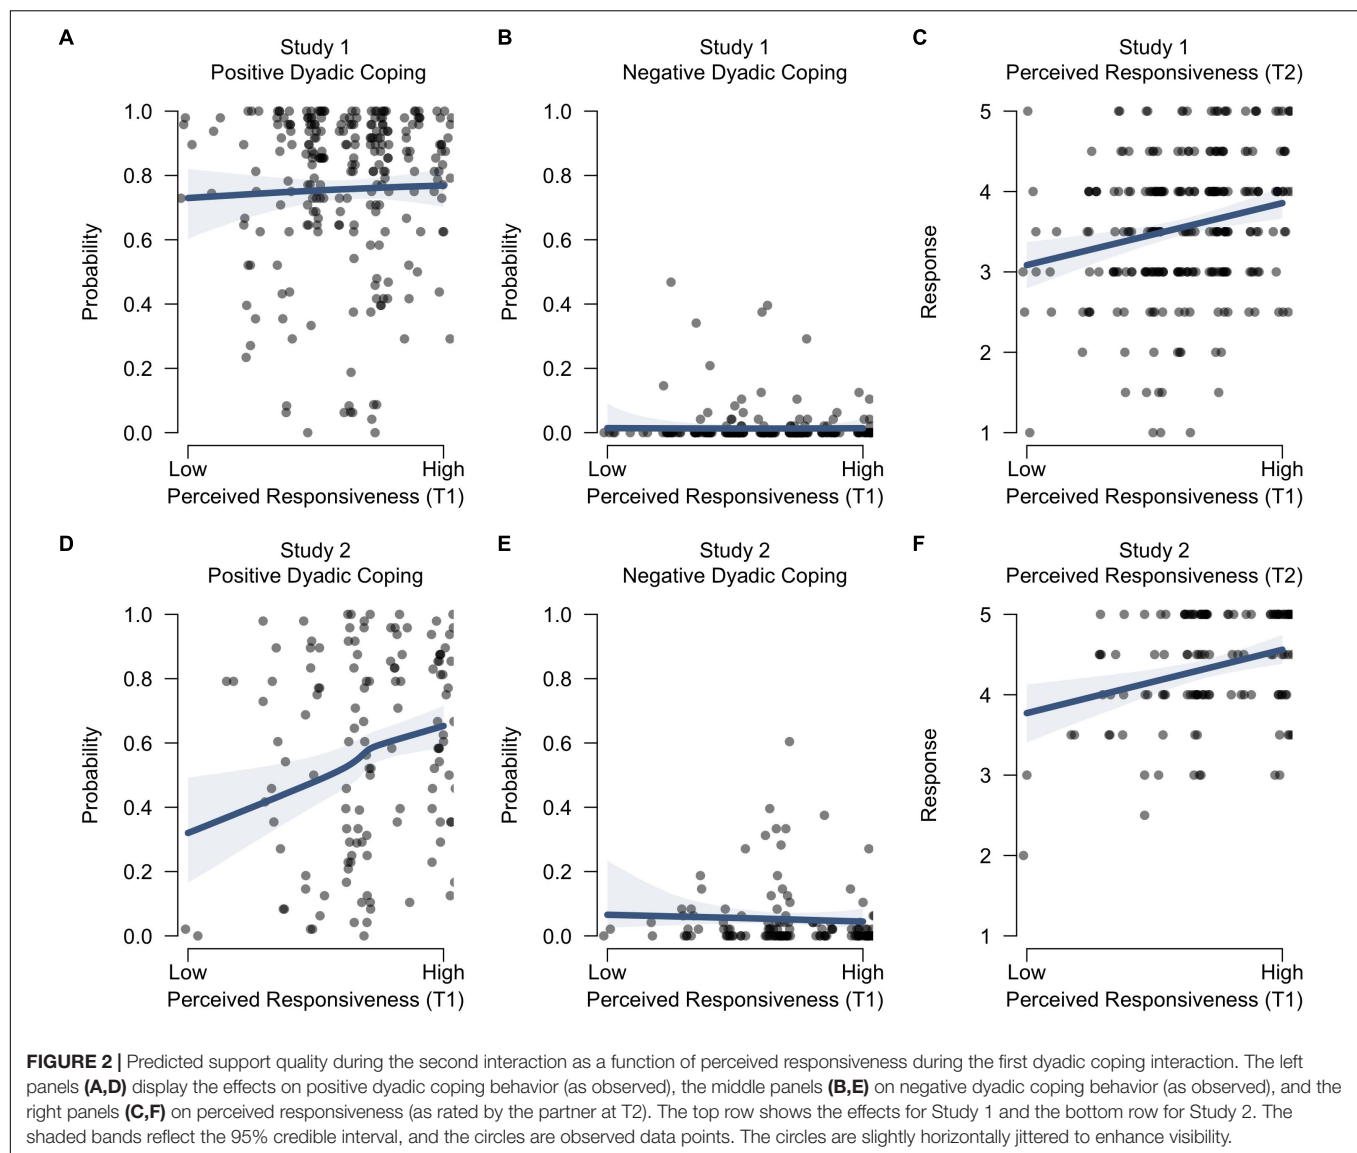 A
Study 1
Positive Dyadic Coping
1.0
0.8
0.6
0.4
0.2
0.0
Probability
Low
High
Perceived Responsiveness (T1)
B
Study 1
Negative Dyadic Coping
1.0
0.8
0.6
0.4
0.2
0.0
Probability
Low
High
Perceived Responsiveness (T1)
C
Study 1
Perceived Responsiveness (T2)
5
4
3
2
1
Response
Low
High
Perceived Responsiveness (T1)
D
Study 2
Positive Dyadic Coping
1.0
0.8
0.6
0.4
0.2
0.0
Probability
Low
High
Perceived Responsiveness (T1)
E
Study 2
Negative Dyadic Coping
1.0
0.8
0.6
0.4
0.2
0.0
Probability
Low
High
Perceived Responsiveness (T1)
F
Study 2
Perceived Responsiveness (T2)
5
4
3
2
1
Response
Low
High
Perceived Responsiveness (T1)
FIGURE 2 | Predicted support quality during the second interaction as a function of perceived responsiveness during the first dyadic coping interaction. The left
panels (A,D) display the effects on positive dyadic coping behavior (as observed), the middle panels (B,E) on negative dyadic coping behavior (as observed), and the
right panels (C,F) on perceived responsiveness (as rated by the partner at T2). The top row shows the effects for Study 1 and the bottom row for Study 2. The
shaded bands reflect the 95% credible interval, and the circles are observed data points. The circles are slightly horizontally jittered to enhance visibility.